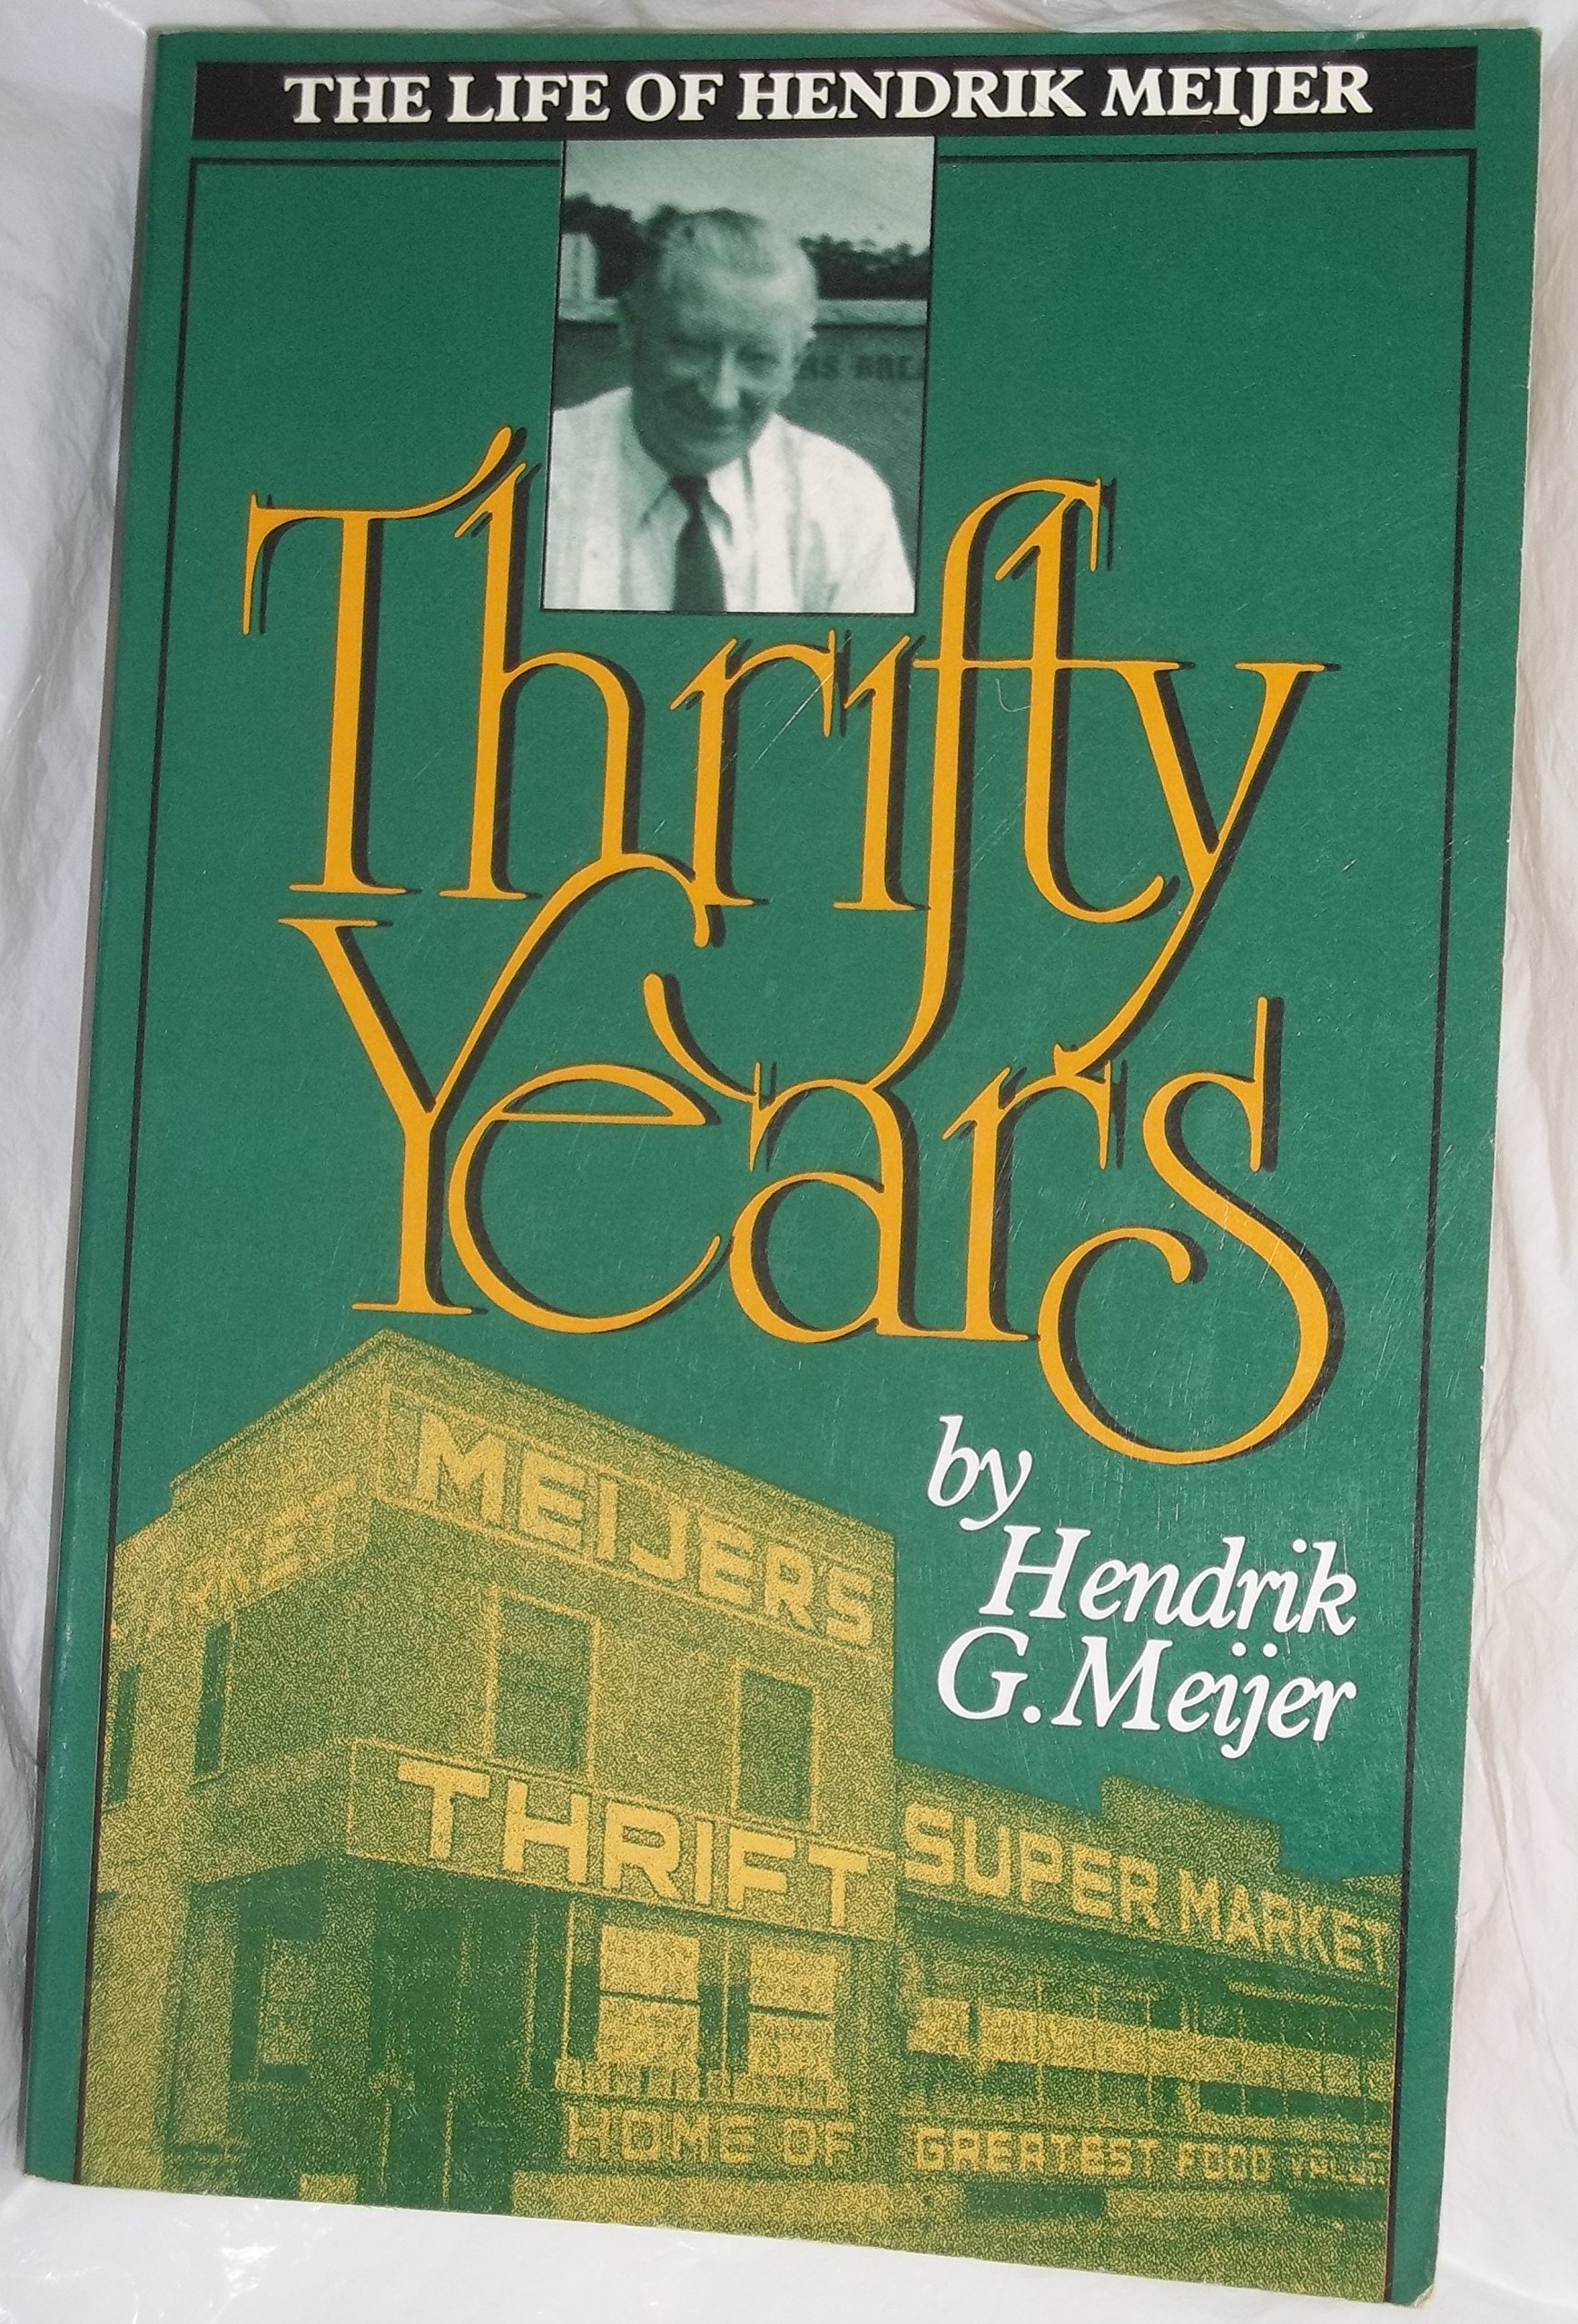 THE LIFE OF HENDRIK MEIJER
Thrifty
Years
by
Hendrik
G. Meijer
MEIJERS
THRIFT SUPER MARKET
HOME OF GREATEST FOOD